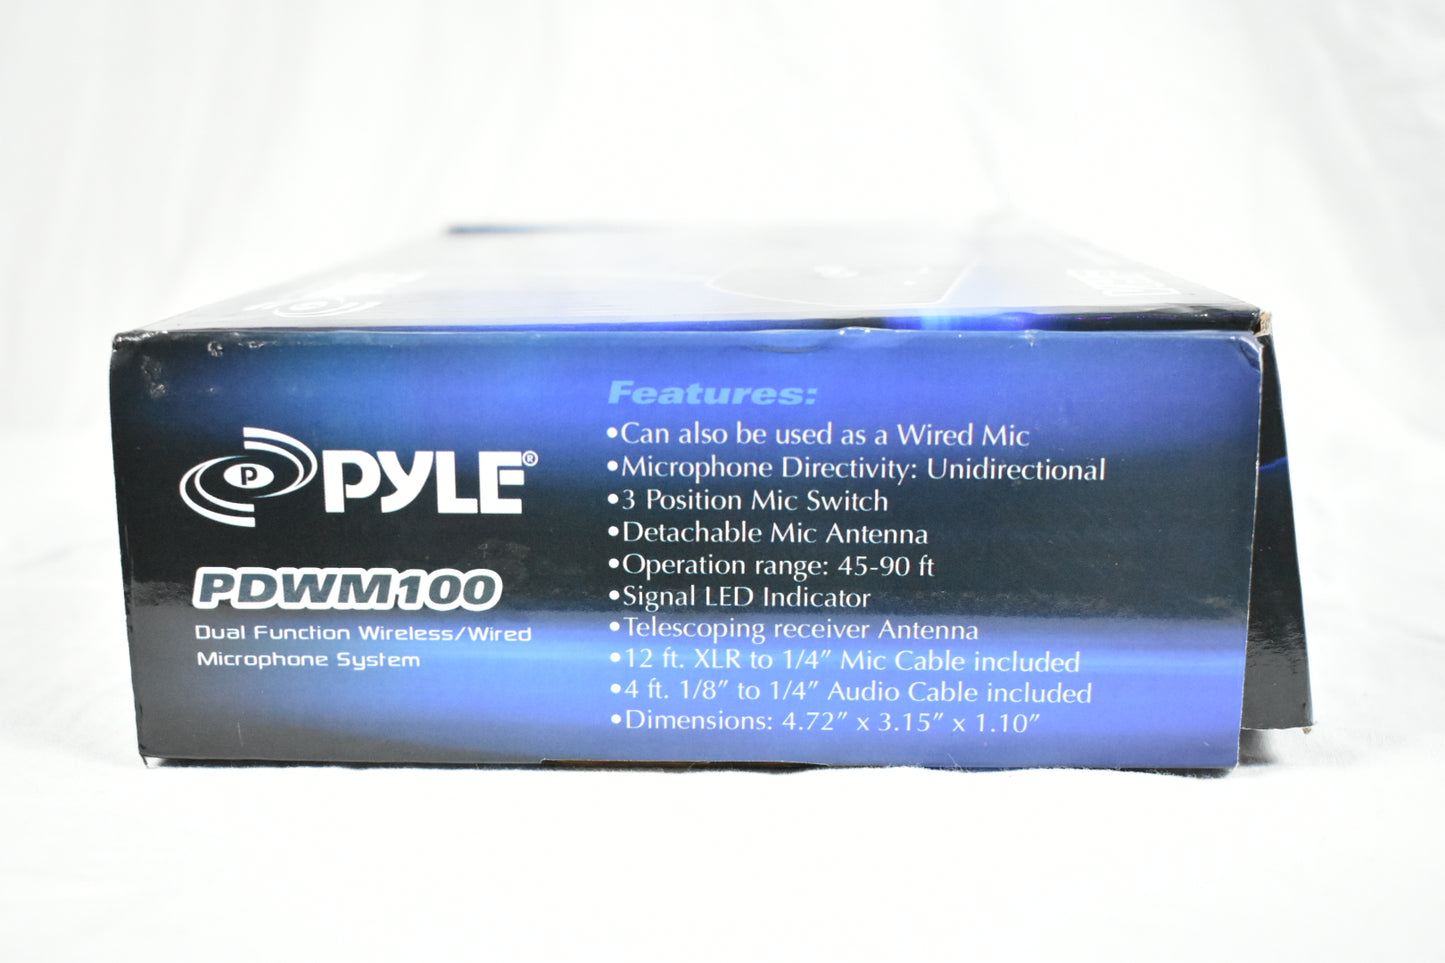 P PYLE®
PDWM100
Dual Function Wireless/Wired
Microphone System
Features:
•Can also be used as a Wired Mic
•Microphone Directivity: Unidirectional
•3 Position Mic Switch
•Detachable Mic Antenna
•Operation range: 45-90 ft
•Signal LED Indicator
•Telescoping receiver Antenna
•12 ft. XLR to 1/4” Mic Cable included
•4 ft. 1/8” to 1/4” Audio Cable included
•Dimensions: 4.72” x 3.15” x 1.10”